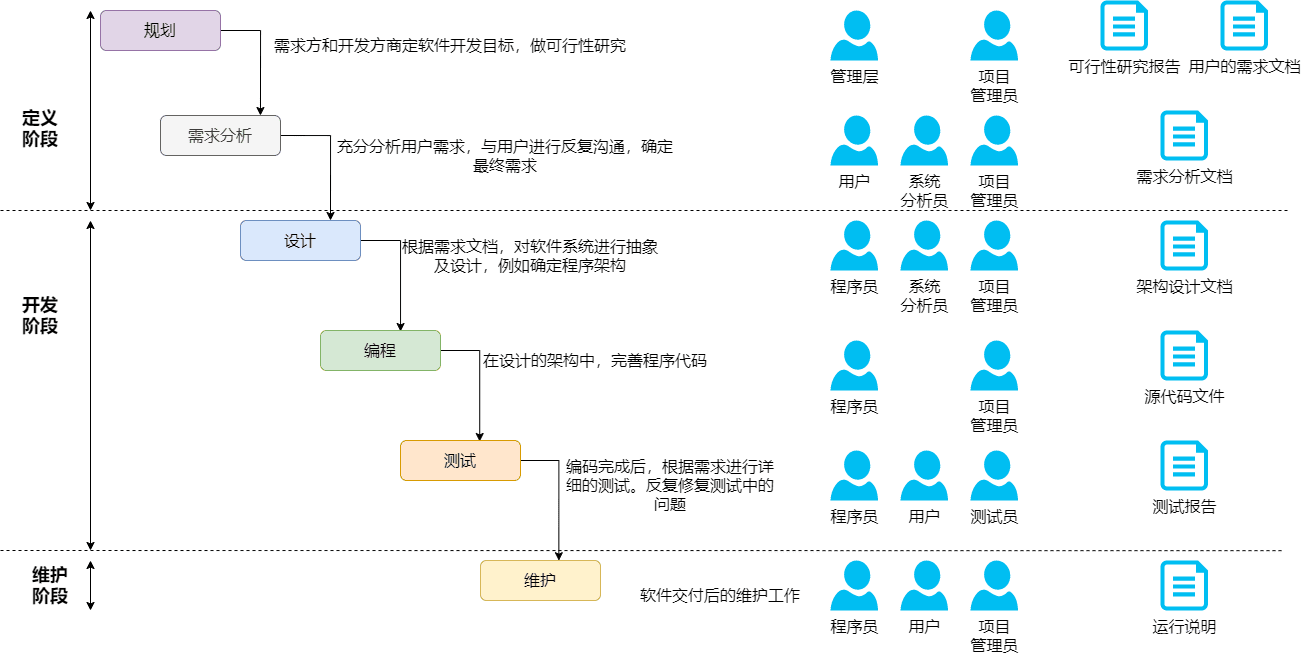 规划
需求方和开发方商定软件开发目标，做可行性研究
管理层
项目
管理员
可行性研究报告
用户的需求文档
定义
阶段
需求分析
充分分析用户需求，与用户进行反复沟通，确定
最终需求
用户
系统
分析员
项目
管理员
需求分析文档
开发
阶段
设计
根据需求文档，对软件系统进行抽象
及设计，例如确定程序架构
程序员
系统
分析员
项目
管理员
架构设计文档
编程
在设计的架构中，完善程序代码
程序员
项目
管理员
源代码文件
测试
编码完成后，根据需求进行详
细的测试。反复修复测试中的
问题
程序员
用户
测试员
测试报告
维护
阶段
维护
软件交付后的维护工作
程序员
用户
项目
管理员
运行说明